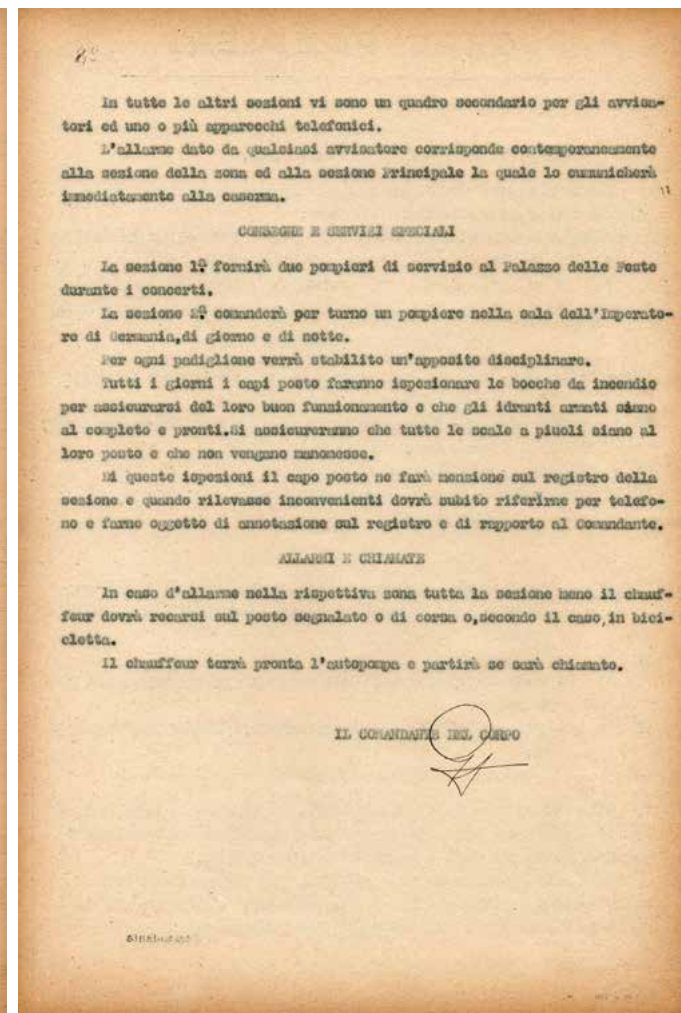 In tutte le altri sezioni vi sono un quadro secondario per gli avvisa-
tori ed uno o più apparecchi telefonici.
L'allarme dato da qualciasi avvisatore corrisponde contemporaneamente
alla sezione della zona ed alla sezione Principale la quale lo cumunicherà
immediatamente alla caserma.
CONSEGNE E SERVIZI SPECIALI
La sezione 1ª fornirà due pompieri di servizio al Palazzo delle Feste
durante i concerti.
La sezione 2ª comanderà per turno un pompiere nella sala dell'Imperato-
re di Germania,di giorno e di notte.
Per ogni padiglione verrà stabilito un'apposito disciplinare.
Tutti i giorni i capi posto faranno ispezionare le bocche da incendio
per assicurarsi del loro buon funzionamento e che gli idranti armati siano
al completo e pronti.Si assicureranno che tutte le scale a piuoli siano al
loro posto e che non vengano manomesse.
Di queste ispezioni il capo posto ne farà menzione sul registro della
sezione e quando rilevasse inconvenienti dovrà subito riferirne per telefo-
no e farne oggetto di annotazione sul registro e di rapporto al Comandante.
ALLARMI E CHIAMATE
In caso d'allarme nella rispettiva zona tutta la sezione meno il chauf-
feur dovrà recarsi sul posto segnalato o di corsa o,secondo il caso,in bici-
cletta.
Il chauffeur terrà pronta l'autopompa e partirà se sarà chiamato.
IL COMANDANTE DEL CORPO